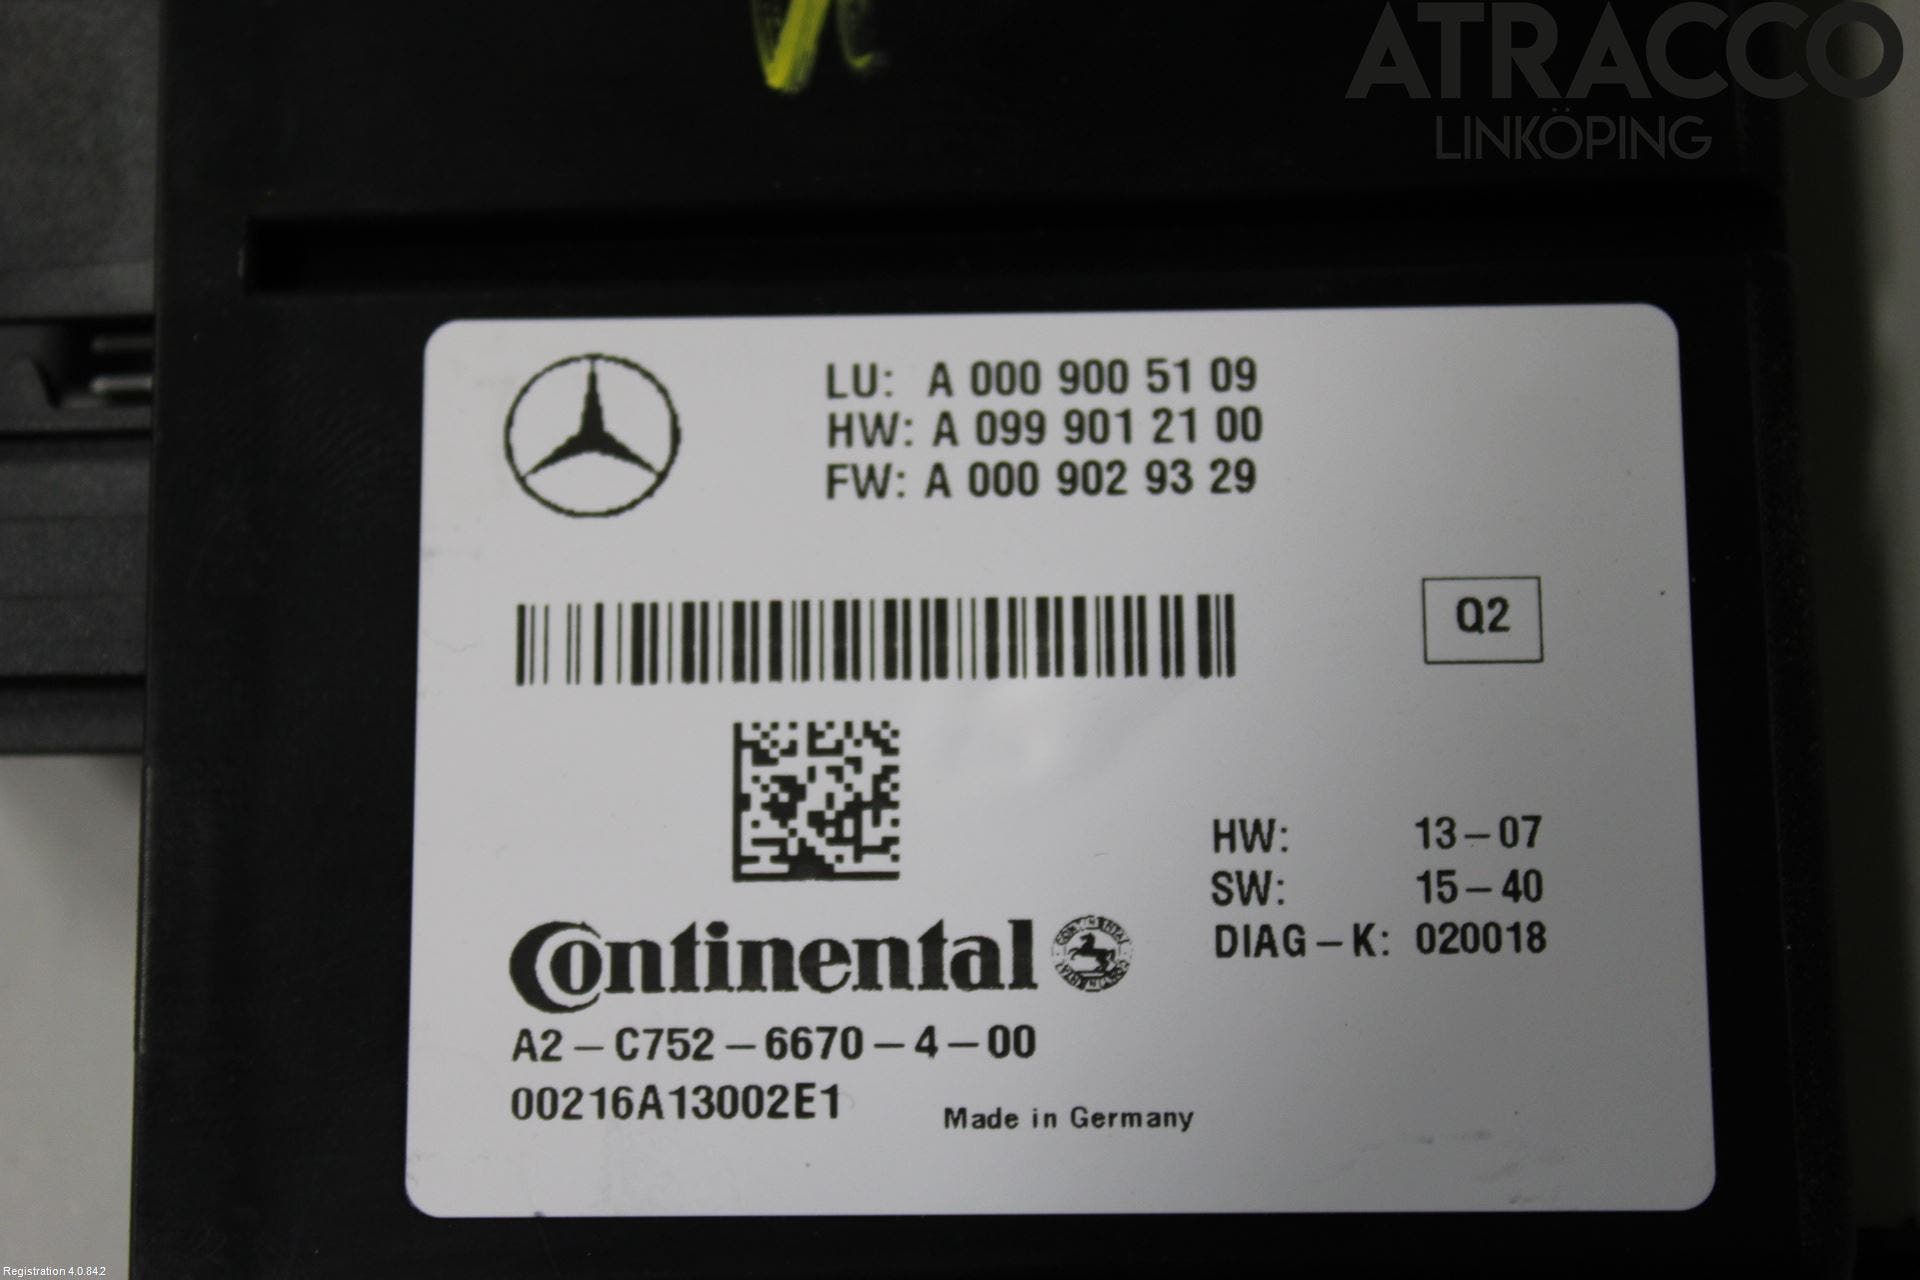 ATRACCO
LINKÖPING
LU: A 000 900 51 09
HW: A 099 901 21 00
FW: A 000 902 93 29
Q2
HW: 13-07
SW: 15-40
DIAG-K: 020018
Continental
A2-C752-6670-4-00
00216A13002E1
Made in Germany
Registration 4.0.84.2